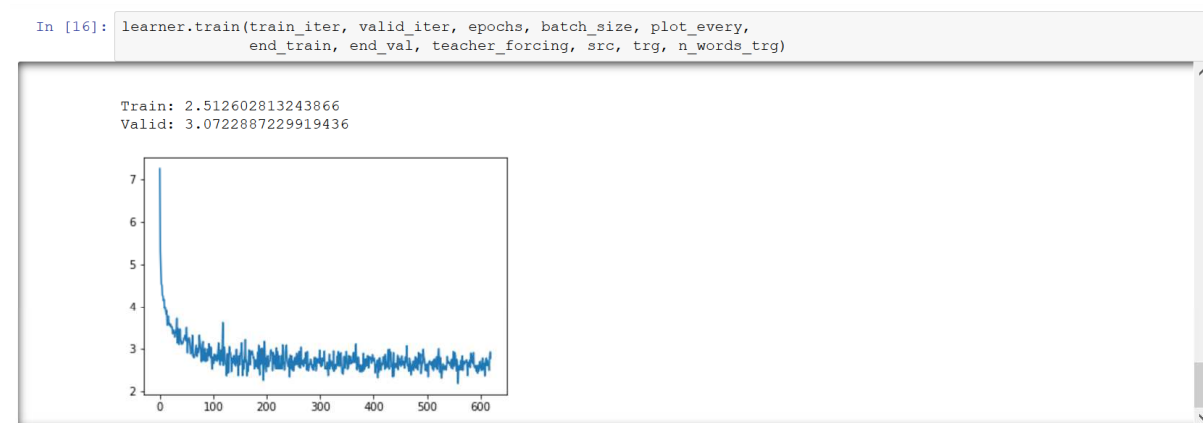 In [16]: learner.train(train_iter, valid_iter, epochs, batch_size, plot_every,
end_train, end_val, teacher_forcing, src, trg, n_words_trg)
Train: 2.512602813243866
Valid: 3.0722887229919436
7
6
5
4
3
2
0 100 200 300 400 500 600